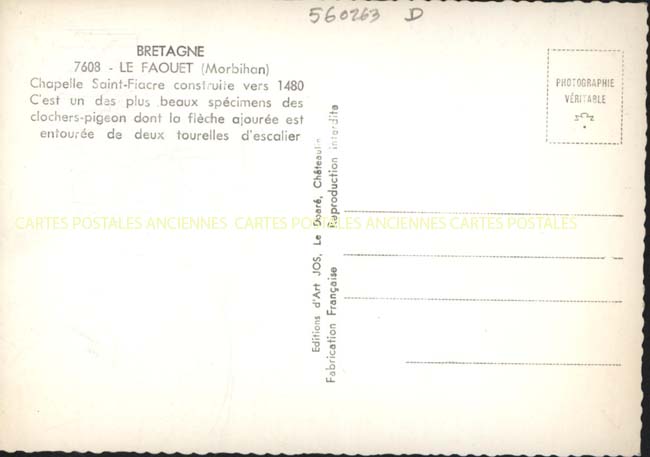 560263 D
BRETAGNE
7608 - LE FAOUET (Morbihan)
Chapelle Saint-Fiacre construite vers 1480
C'est un des plus beaux spécimens des
clochers-pigeon dont la flèche ajourée est
entourée de deux tourelles d'escalier
Editions d'Art JOS, Le Doaré, Châteaulin
Fabrication Française Reproduction interdite
PHOTOGRAPHIE
VÉRITABLE
CARTES POSTALES ANCIENNES CARTES POSTALES ANCIENNES CARTES POSTALES